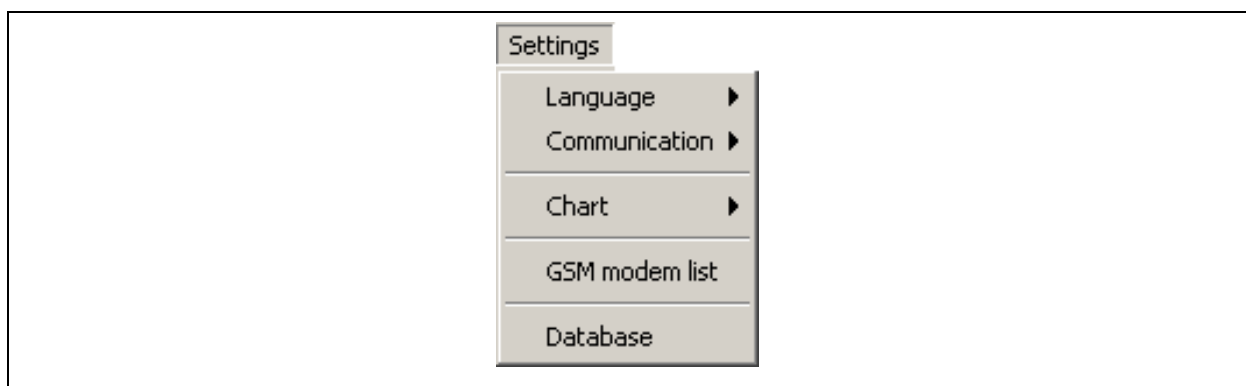 Settings
Language
Communication
Chart
GSM modem list
Database